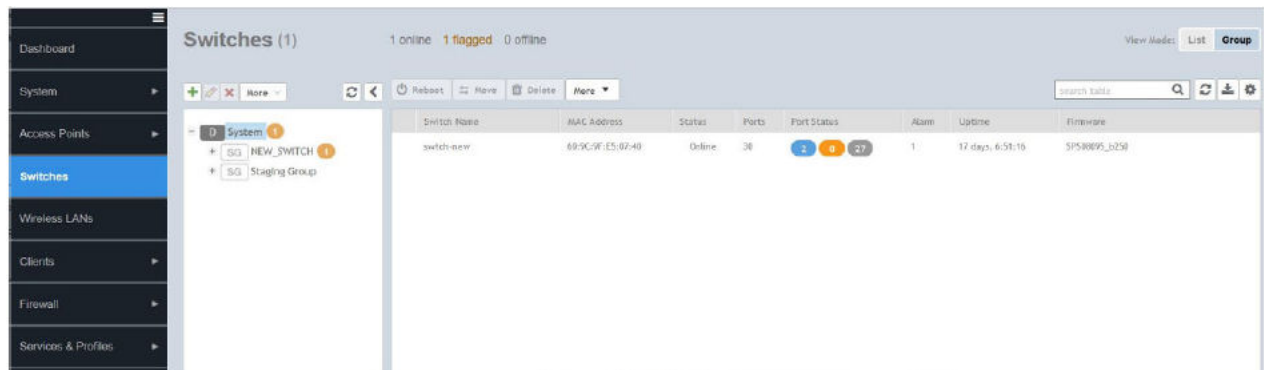 Dashboard
System
Access Points
Switches
Wireless LANs
Clients
Firewall
Services & Profiles
Switches (1)
1 online 1 flagged 0 offline
View Mode: List Group
More
Reboot Move Delete More
search table
D System 1
SG NEW_SWITCH 1
SG Staging Group
Switch Name MAC Address Status Ports Port Status Alarm Uptime Firmware
switch-new 60:9C:9F:E5:07:40 Online 30 2 0 27 1 17 days, 6:51:16 SPS08095_b250